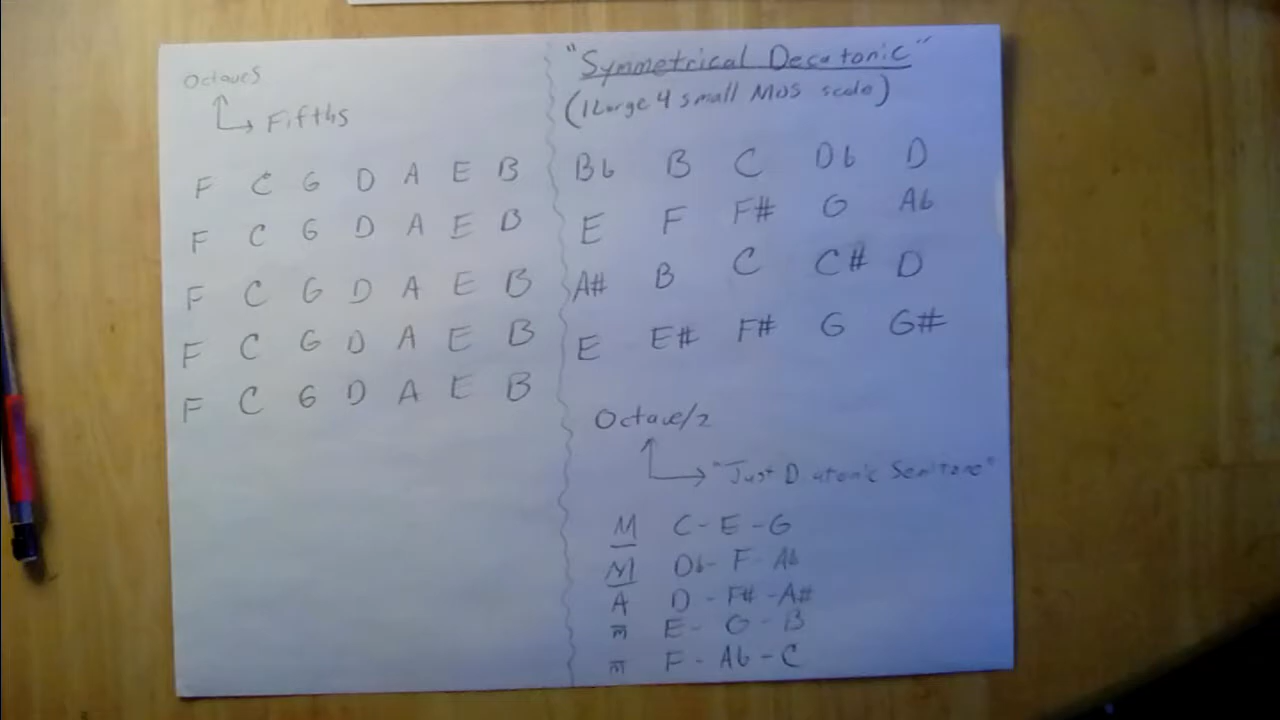 Octaves
Fifths
F C G D A E B
F C G D A E B
F C G D A E B
F C G D A E B
F C G D A E B
"Symmetrical Decatonic"
(1 Large 4 small MOS scale)
Bb B C Db D
E F F# G Ab
A# B C C# D
E E# F# G G#
Octave/2
"Just Diatonic Semitone"
M C - E - G
M Db - F - Ab
A D - F# - A#
m E - G - B
m F - Ab - C